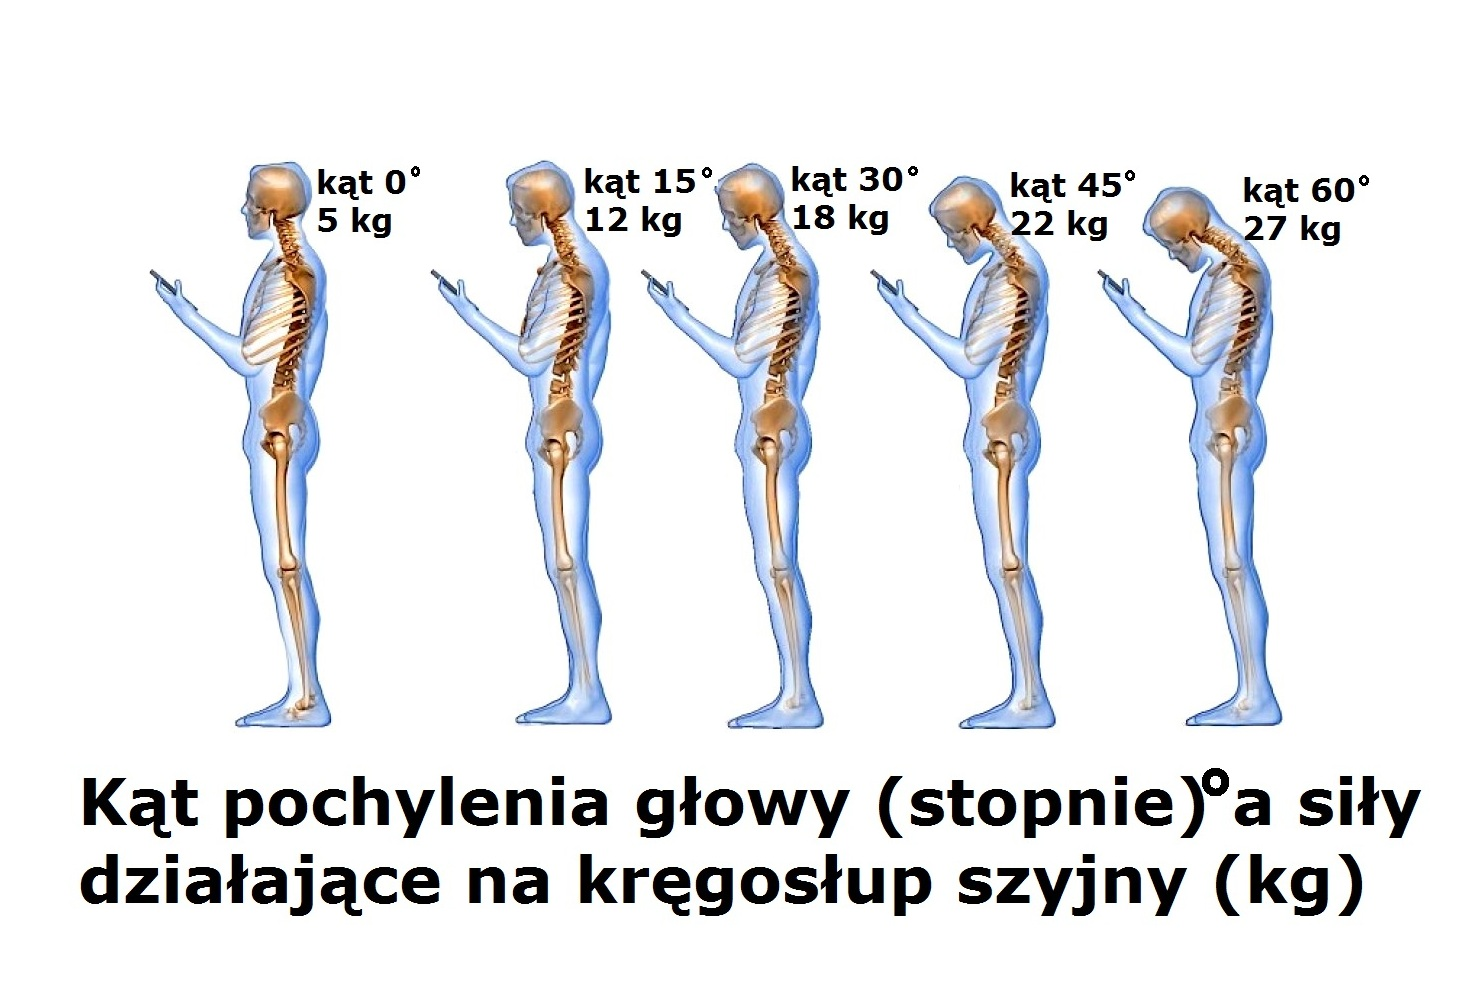 kąt 0°
5 kg
kąt 15°
12 kg
kąt 30°
18 kg
kąt 45°
22 kg
kąt 60°
27 kg
Kąt pochylenia głowy (stopnie)° a siły
działające na kręgosłup szyjny (kg)